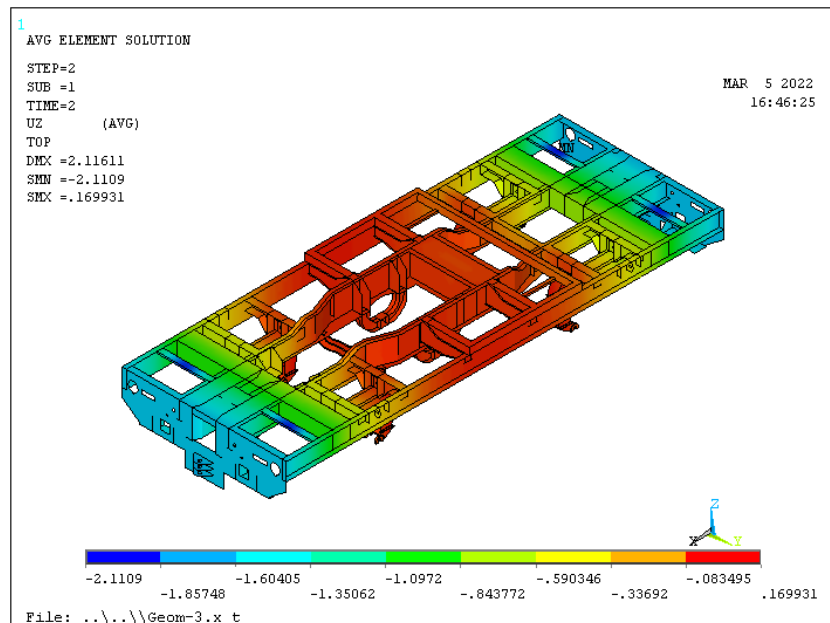 1
AVG ELEMENT SOLUTION
STEP=2
SUB =1
TIME=2
UZ (AVG)
TOP
DMX =2.11611
SMN =-2.1109
SMX =.169931
MAR 5 2022
16:46:25
MN
Z
X Y
-2.1109 -1.60405 -1.0972 -.590346 -.083495
-1.85748 -1.35062 -.843772 -.33692 .169931
File: ..\..\\Geom-3.x t